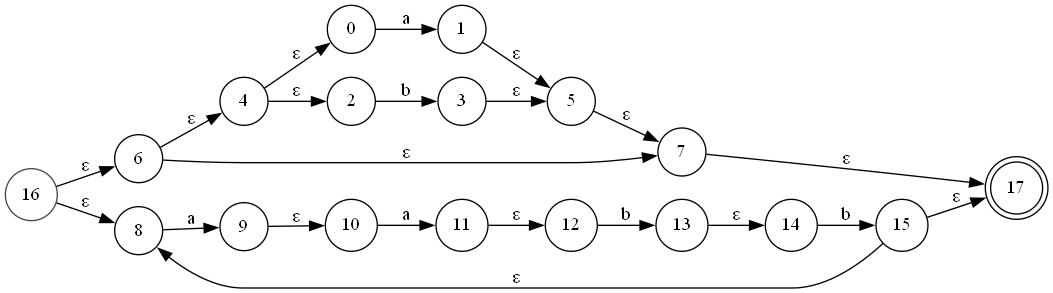 0 a 1
ε ε
4 ε 2 b 3 ε 5
ε ε
6 ε 7 ε
16 ε ε 17
8 a 9 ε 10 a 11 ε 12 b 13 ε 14 b 15 ε
ε